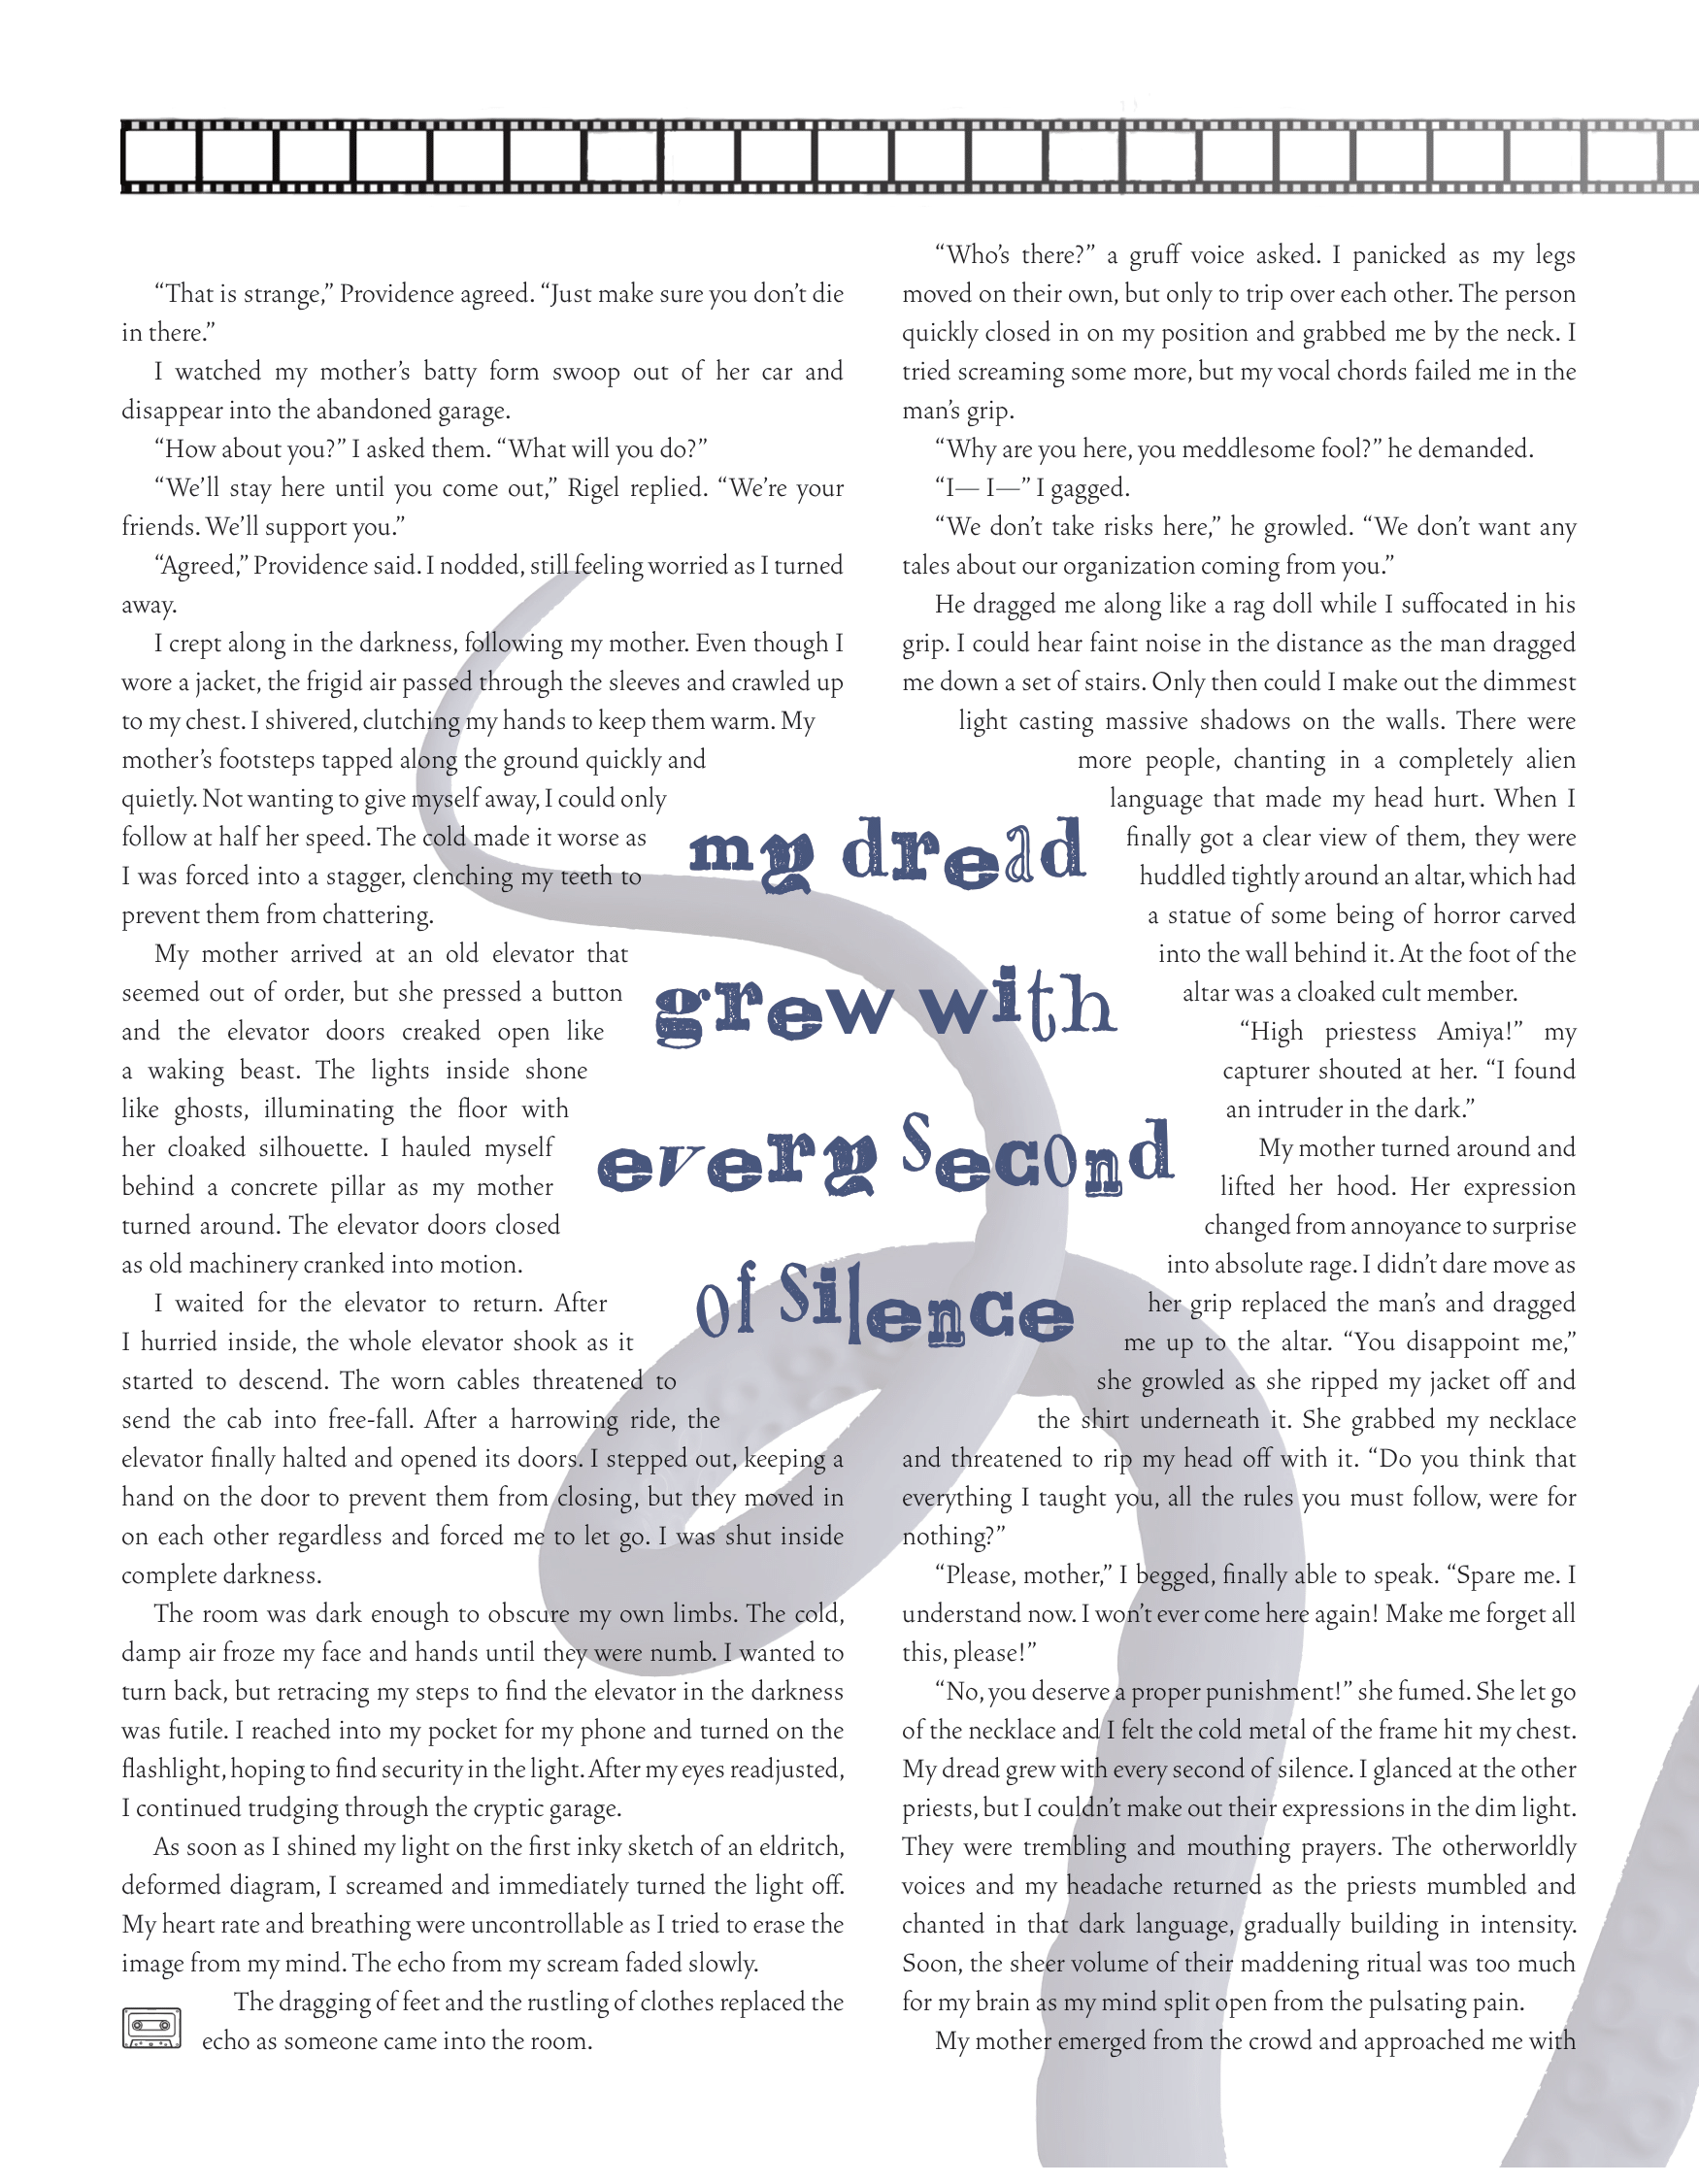 “That is strange,” Providence agreed. “Just make sure you don’t die
in there.”
I watched my mother’s batty form swoop out of her car and
disappear into the abandoned garage.
“How about you?” I asked them. “What will you do?”
“We’ll stay here until you come out,” Rigel replied. “We’re your
friends. We’ll support you.”
“Agreed,” Providence said. I nodded, still feeling worried as I turned
away.
I crept along in the darkness, following my mother. Even though I
wore a jacket, the frigid air passed through the sleeves and crawled up
to my chest. I shivered, clutching my hands to keep them warm. My
mother’s footsteps tapped along the ground quickly and
quietly. Not wanting to give myself away, I could only
follow at half her speed. The cold made it worse as
I was forced into a stagger, clenching my teeth to
prevent them from chattering.
My mother arrived at an old elevator that
seemed out of order, but she pressed a button
and the elevator doors creaked open like
a waking beast. The lights inside shone
like ghosts, illuminating the floor with
her cloaked silhouette. I hauled myself
behind a concrete pillar as my mother
turned around. The elevator doors closed
as old machinery cranked into motion.
I waited for the elevator to return. After
I hurried inside, the whole elevator shook as it
started to descend. The worn cables threatened to
send the cab into free-fall. After a harrowing ride, the
elevator finally halted and opened its doors. I stepped out, keeping a
hand on the door to prevent them from closing, but they moved in
on each other regardless and forced me to let go. I was shut inside
complete darkness.
The room was dark enough to obscure my own limbs. The cold,
damp air froze my face and hands until they were numb. I wanted to
turn back, but retracing my steps to find the elevator in the darkness
was futile. I reached into my pocket for my phone and turned on the
flashlight, hoping to find security in the light. After my eyes readjusted,
I continued trudging through the cryptic garage.
As soon as I shined my light on the first inky sketch of an eldritch,
deformed diagram, I screamed and immediately turned the light off.
My heart rate and breathing were uncontrollable as I tried to erase the
image from my mind. The echo from my scream faded slowly.
The dragging of feet and the rustling of clothes replaced the
echo as someone came into the room.
my dread
grew with
every Second
of Silence
“Who’s there?” a gruff voice asked. I panicked as my legs
moved on their own, but only to trip over each other. The person
quickly closed in on my position and grabbed me by the neck. I
tried screaming some more, but my vocal chords failed me in the
man’s grip.
“Why are you here, you meddlesome fool?” he demanded.
“I— I—” I gagged.
“We don’t take risks here,” he growled. “We don’t want any
tales about our organization coming from you.”
He dragged me along like a rag doll while I suffocated in his
grip. I could hear faint noise in the distance as the man dragged
me down a set of stairs. Only then could I make out the dimmest
light casting massive shadows on the walls. There were
more people, chanting in a completely alien
language that made my head hurt. When I
finally got a clear view of them, they were
huddled tightly around an altar, which had
a statue of some being of horror carved
into the wall behind it. At the foot of the
altar was a cloaked cult member.
“High priestess Amiya!” my
capturer shouted at her. “I found
an intruder in the dark.”
My mother turned around and
lifted her hood. Her expression
changed from annoyance to surprise
into absolute rage. I didn’t dare move as
her grip replaced the man’s and dragged
me up to the altar. “You disappoint me,”
she growled as she ripped my jacket off and
the shirt underneath it. She grabbed my necklace
and threatened to rip my head off with it. “Do you think that
everything I taught you, all the rules you must follow, were for
nothing?”
“Please, mother,” I begged, finally able to speak. “Spare me. I
understand now. I won’t ever come here again! Make me forget all
this, please!”
“No, you deserve a proper punishment!” she fumed. She let go
of the necklace and I felt the cold metal of the frame hit my chest.
My dread grew with every second of silence. I glanced at the other
priests, but I couldn’t make out their expressions in the dim light.
They were trembling and mouthing prayers. The otherworldly
voices and my headache returned as the priests mumbled and
chanted in that dark language, gradually building in intensity.
Soon, the sheer volume of their maddening ritual was too much
for my brain as my mind split open from the pulsating pain.
My mother emerged from the crowd and approached me with